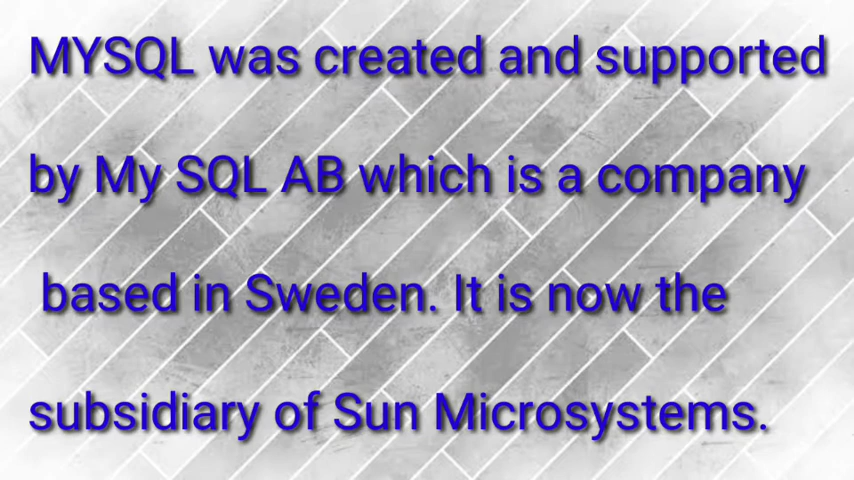 MYSQL was created and supported
by My SQL AB which is a company
based in Sweden. It is now the
subsidiary of Sun Microsystems.